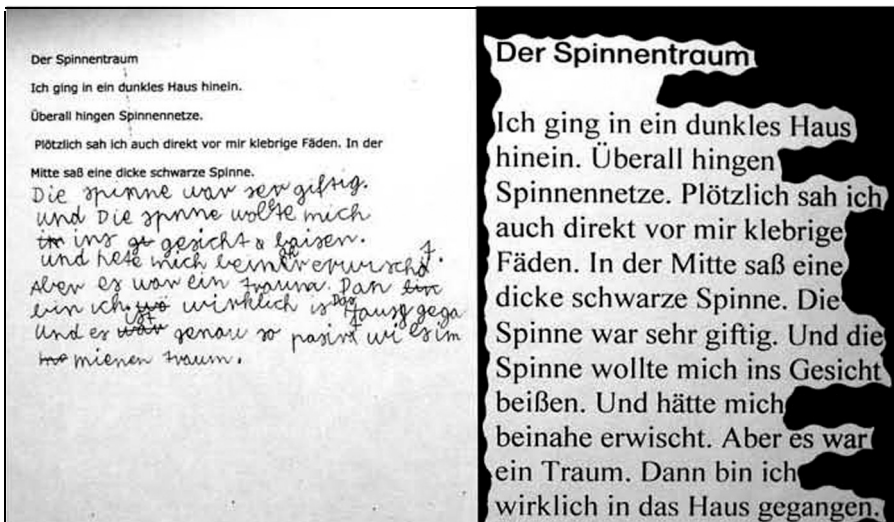 Der Spinnentraum
Ich ging in ein dunkles Haus hinein.
Überall hingen Spinnennetze.
Plötzlich sah ich auch direkt vor mir klebrige Fäden. In der
Mitte saß eine dicke schwarze Spinne.
Die spinne war ser giftig.
und Die spnne wollte mich
ins gesicht baisen.
und hete mich
Aber es war ein traum. Dan
bin ich wirklich is Das Haus gega
und es ist genau so pasirt wi es im
mienen traum.
Der Spinnentraum
Ich ging in ein dunkles Haus
hinein. Überall hingen
Spinnennetze. Plötzlich sah ich
auch direkt vor mir klebrige
Fäden. In der Mitte saß eine
dicke schwarze Spinne. Die
Spinne war sehr giftig. Und die
Spinne wollte mich ins Gesicht
beißen. Und hätte mich
beinahe erwischt. Aber es war
ein Traum. Dann bin ich
wirklich in das Haus gegangen.